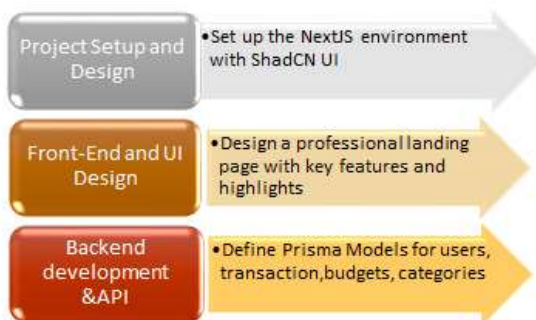 Project Setup and
Design
•Set up the NextJS environment
with ShadCN UI
Front-End and UI
Design
•Design a professional landing
page with key features and
highlights
Backend
development
&API
•Define Prisma Models for users,
transaction,budgets, categories